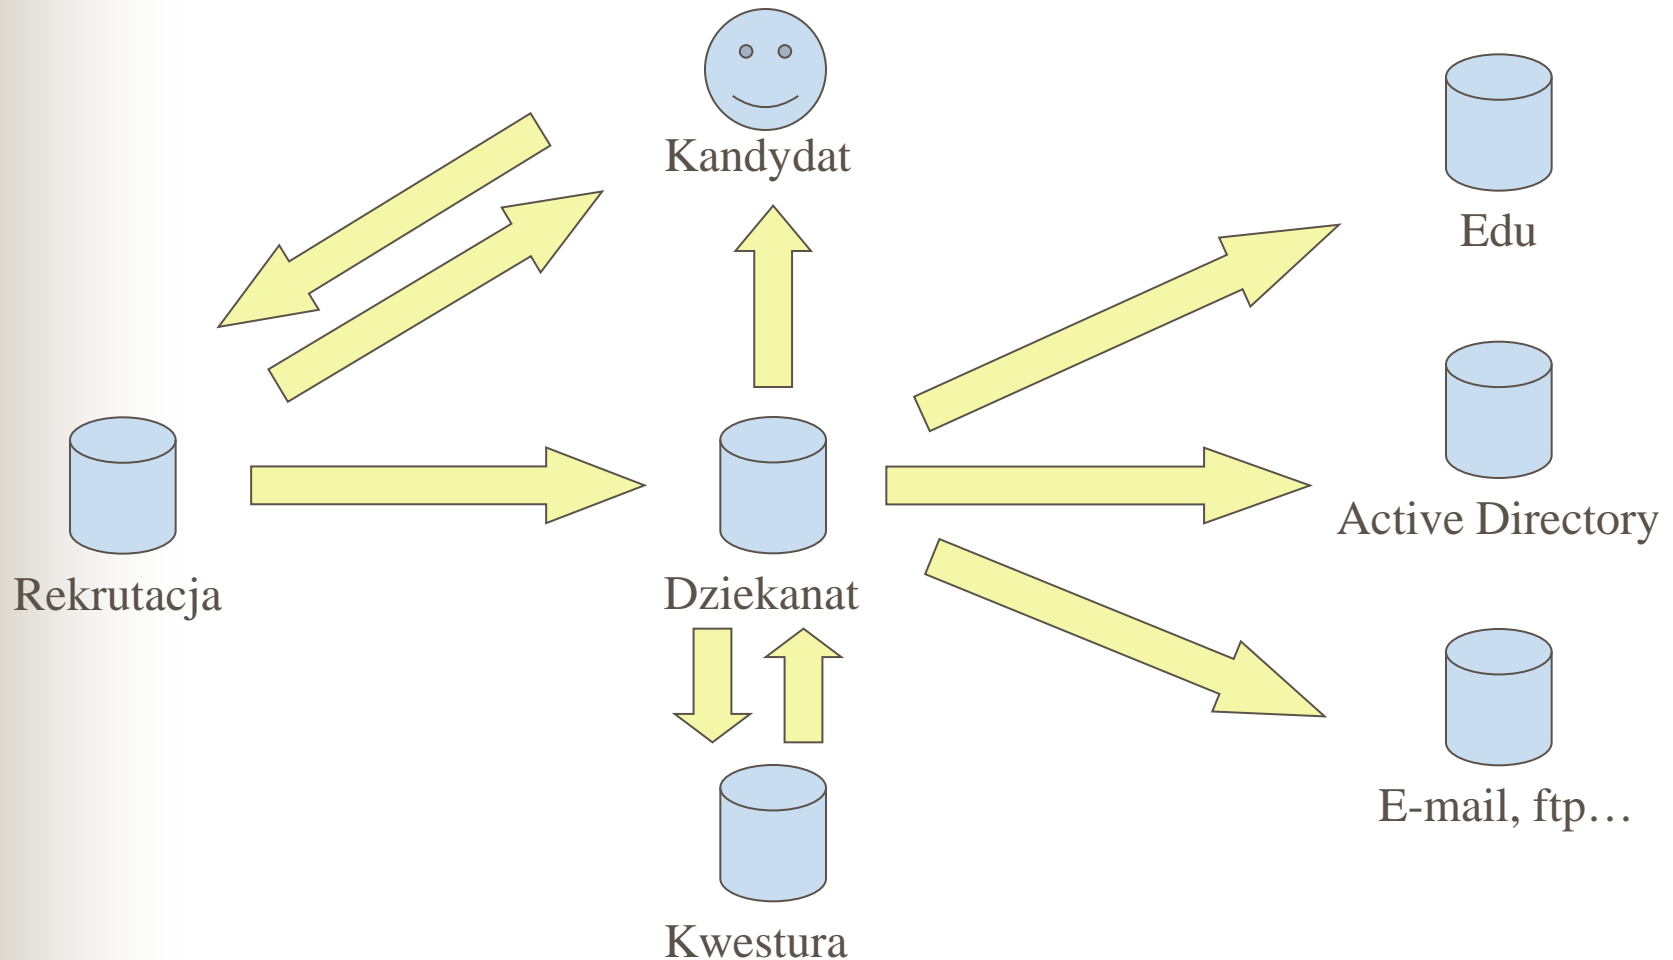 Kandydat
Edu
Active Directory
Rekrutacja
Dziekanat
E-mail, ftp…
Kwestura